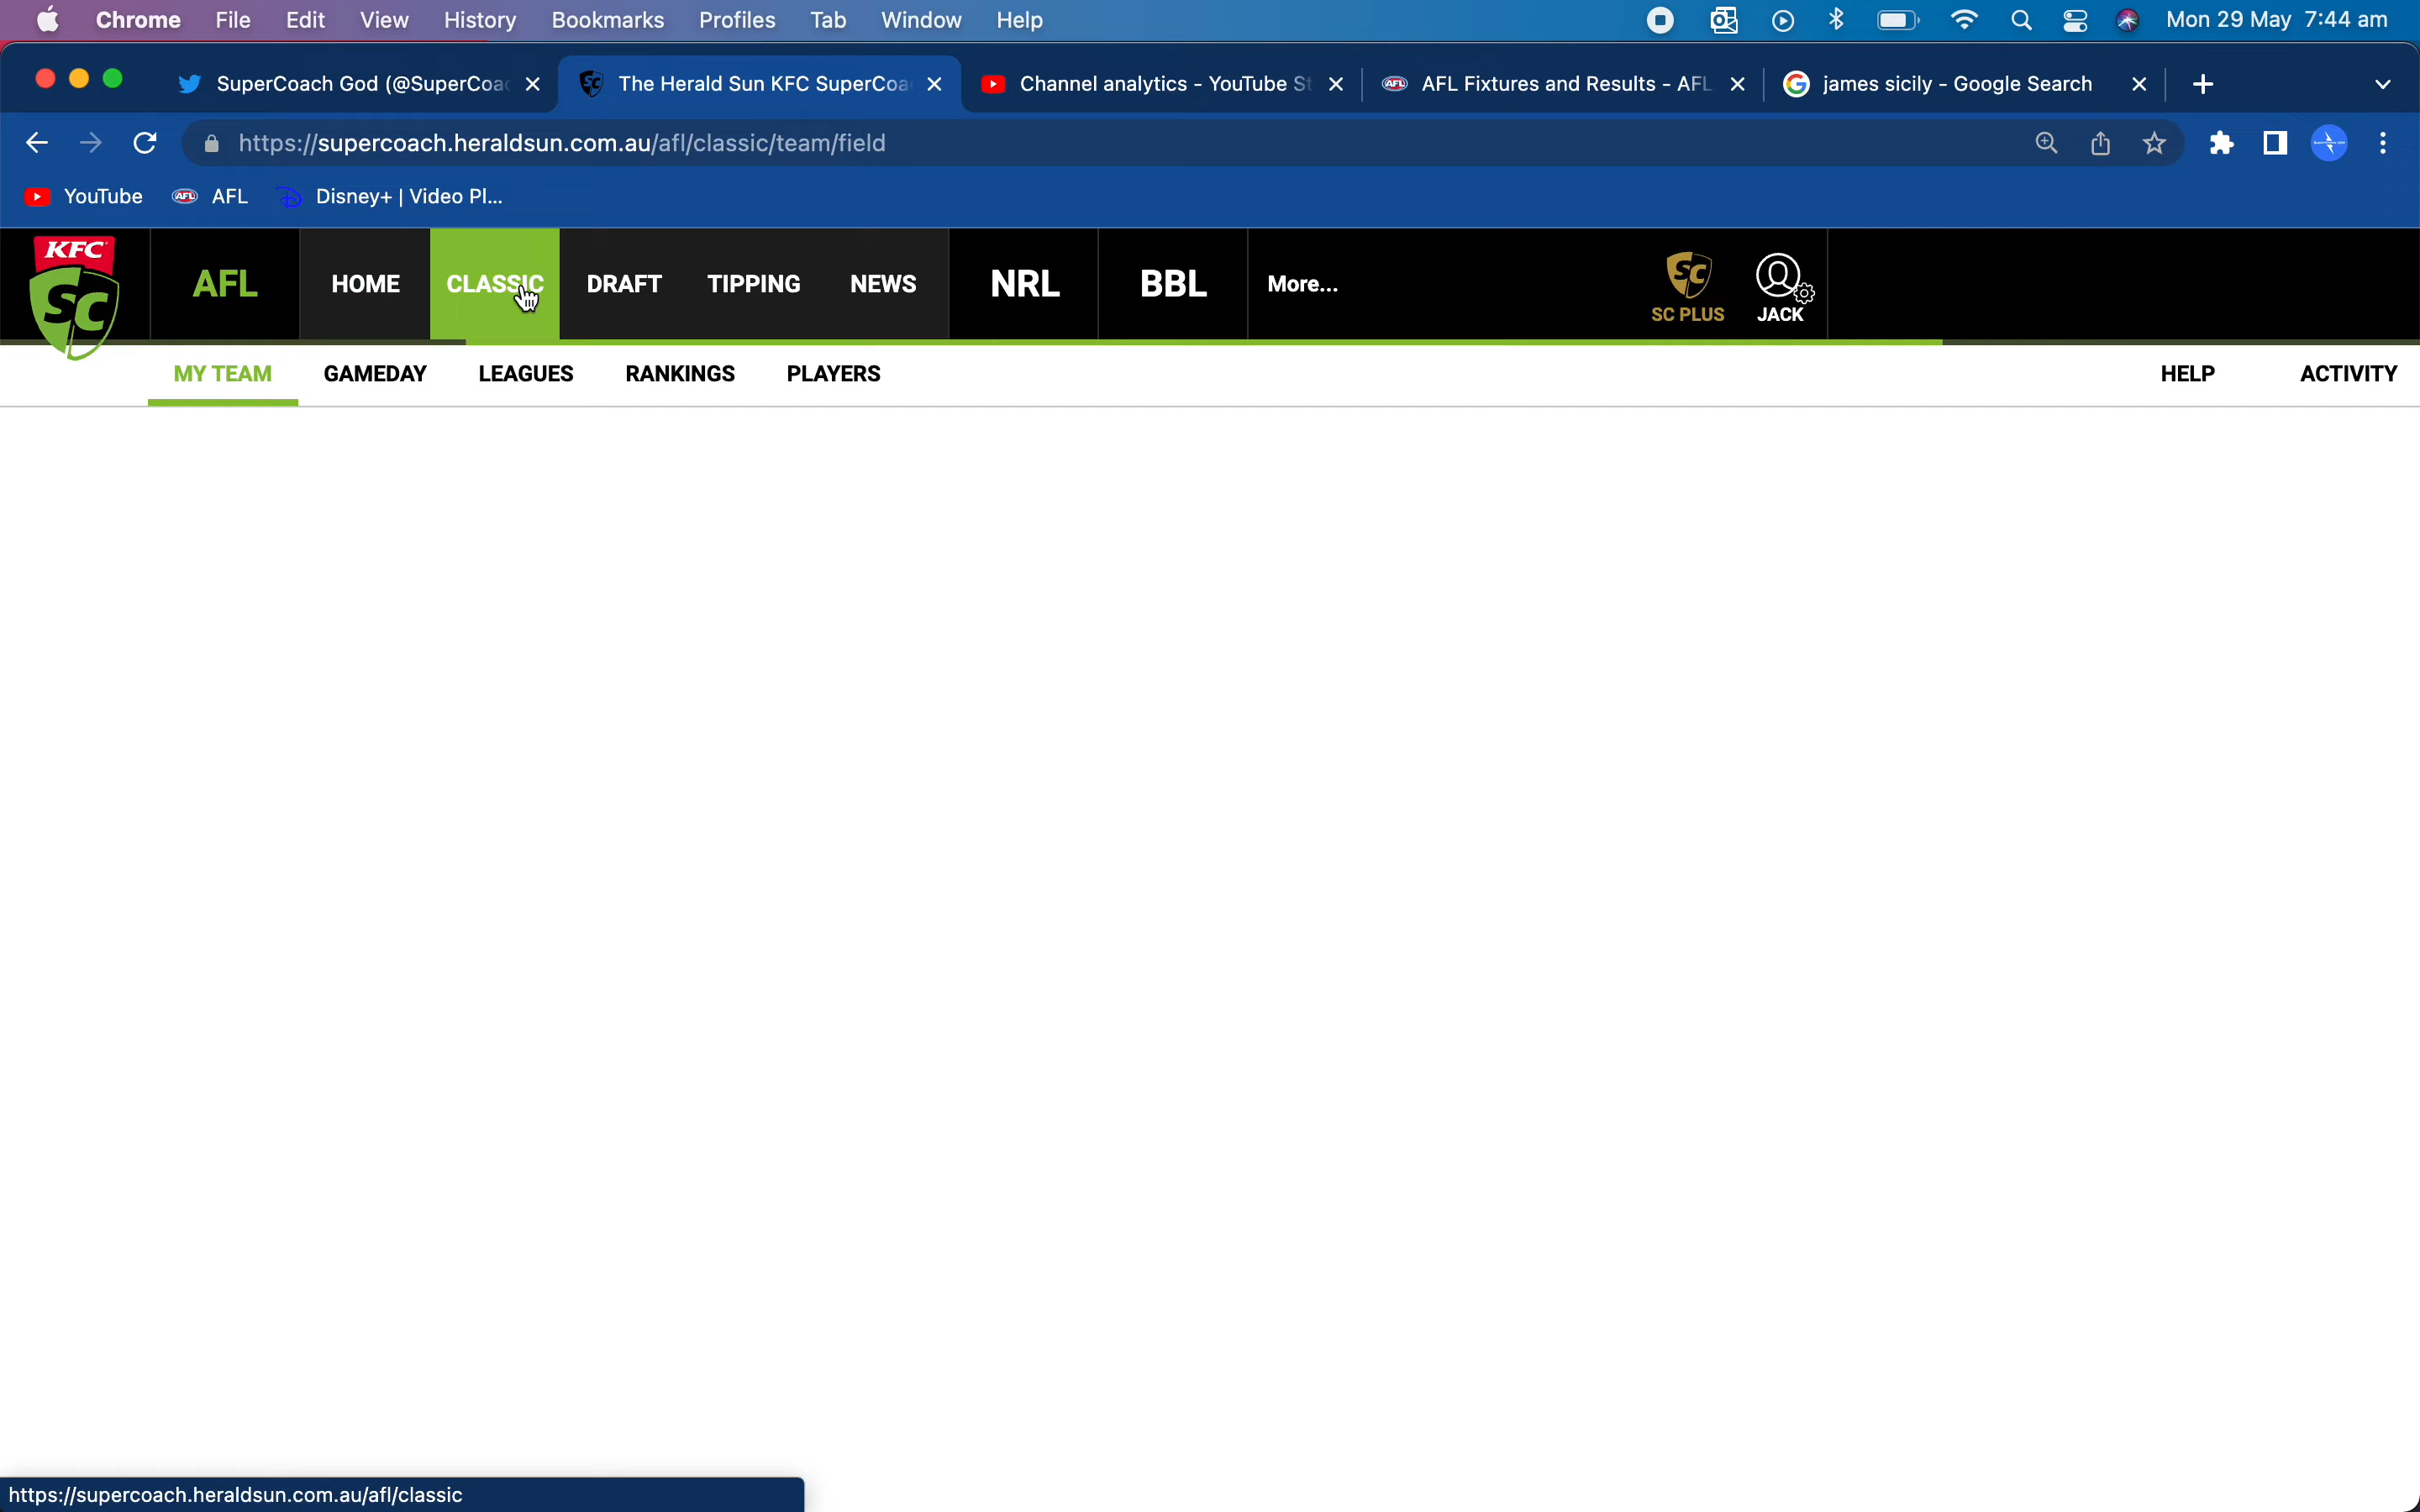 Chrome File Edit View History Bookmarks Profiles Tab Window Help Mon 29 May 7:44 am
SuperCoach God (@SuperCoac The Herald Sun KFC SuperCoa Channel analytics - YouTube St AFL Fixtures and Results - AFL james sicily - Google Search
https://supercoach.heraldsun.com.au/afl/classic/team/field
YouTube AFL AFL Disney+ | Video Pl...
KFC SC AFL HOME CLASSIC DRAFT TIPPING NEWS NRL BBL More... SC SC PLUS JACK
MY TEAM GAMEDAY LEAGUES RANKINGS PLAYERS HELP ACTIVITY
https://supercoach.heraldsun.com.au/afl/classic